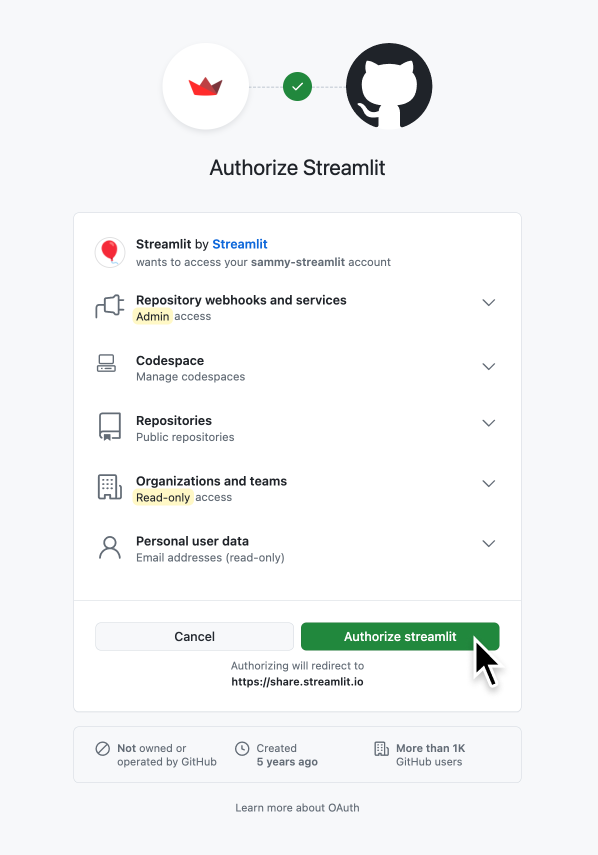 Authorize Streamlit
Streamlit by Streamlit
wants to access your sammy-streamlit account
Repository webhooks and services
Admin access
Codespace
Manage codespaces
Repositories
Public repositories
Organizations and teams
Read-only access
Personal user data
Email addresses (read-only)
Cancel
Authorize streamlit
Authorizing will redirect to
https://share.streamlit.io
Not owned or
operated by GitHub
Created
5 years ago
More than 1K
GitHub users
Learn more about OAuth